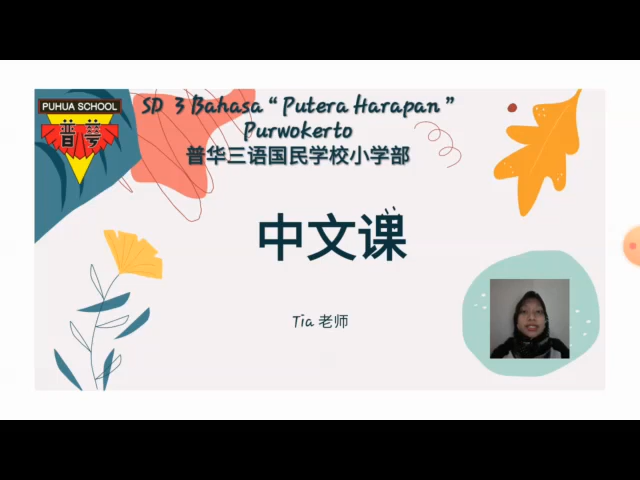 PUHUA SCHOOL
普华
SD 3 Bahasa “ Putera Harapan ”
Purwokerto
普华三语国民学校小学部
中文课
Tia 老师